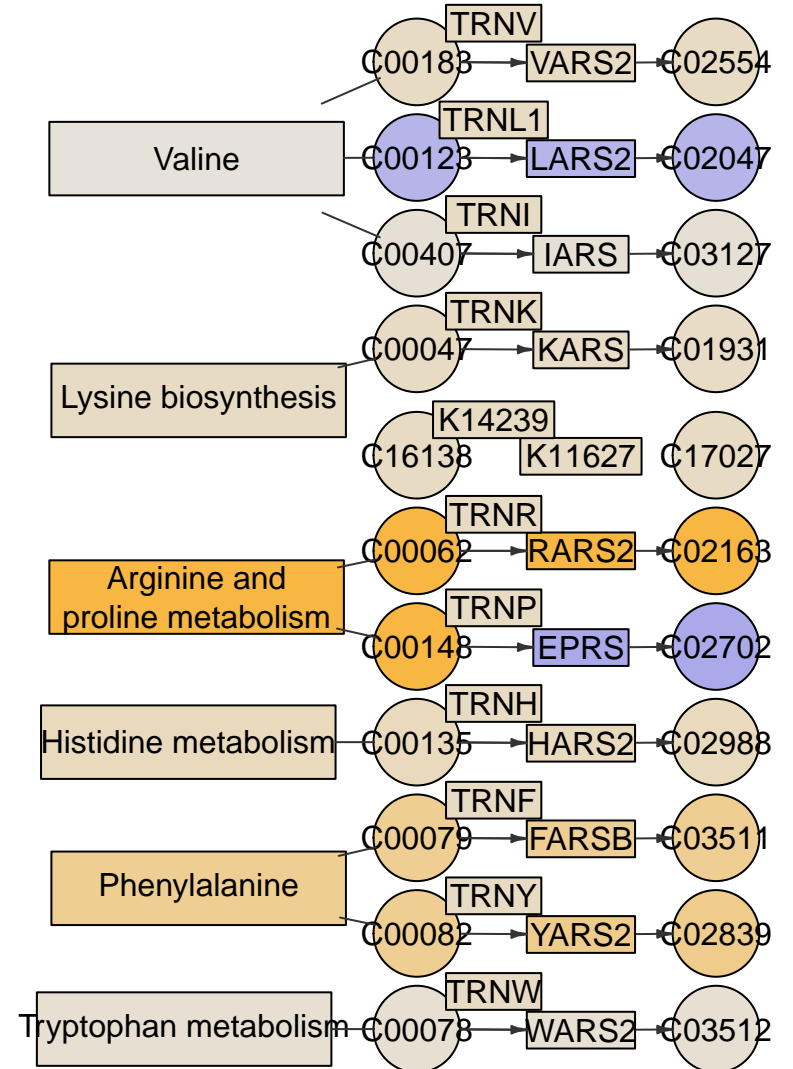 TRNV
C00183 VARS2 C02554
TRNL1
Valine C00123 LARS2 C02047
TRNI
C00407 IARS C03127
TRNK
C00047 KARS C01931
Lysine biosynthesis
K14239
C16138 K11627 C17027
TRNR
C00062 RARS2 C02163
Arginine and
proline metabolism
TRNP
C00148 EPRS C02702
TRNH
Histidine metabolism C00135 HARS2 C02988
TRNF
C00079 FARSB C03511
Phenylalanine
TRNY
C00082 YARS2 C02839
TRNW
Tryptophan metabolism C00078 WARS2 C03512